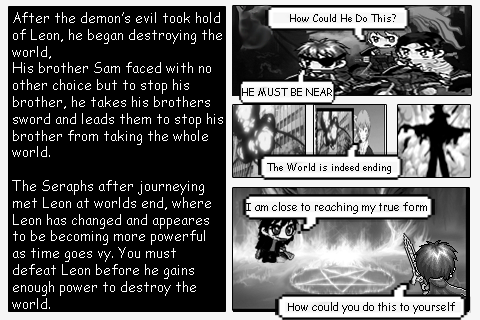 After the demon's evil took hold
of Leon, he began destroying the
world,
His brother Sam faced with no
other choice but to stop his
brother, he takes his brothers
sword and leads them to stop his
brother from taking the whole
world.
The Seraphs after journeying
met Leon at worlds end, where
Leon has changed and appeares
to be becoming more powerful
as time goes vy. You must
defeat Leon before he gains
enough power to destroy the
world.
How Could He Do This?
HE MUST BE NEAR
The World is indeed ending
I am close to reaching my true form
How could you do this to yourself